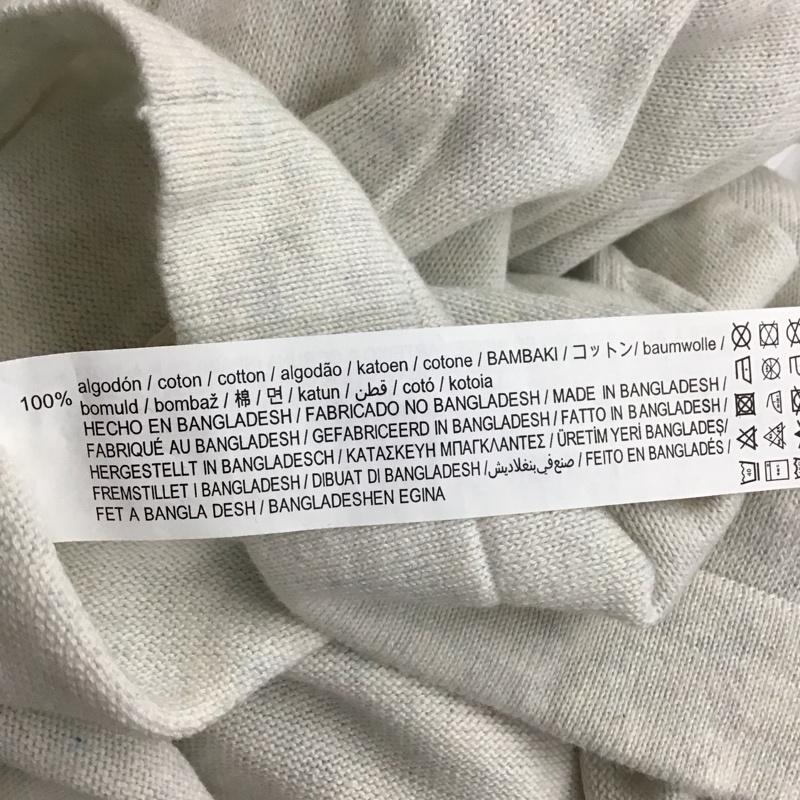 100% algodón / coton / cotton / algodão / katoen / cotone / BAMBAKI / コットン/ baumwolle /
bomuld / bombaž / 棉 / 면 / katun / قطن / cotó / kotoia
HECHO EN BANGLADESH / FABRICADO NO BANGLADESH / MADE IN BANGLADESH /
FABRIQUÉ AU BANGLADESH / GEFABRICEERD IN BANGLADESH / FATTO IN BANGLADESH /
HERGESTELLT IN BANGLADESCH / ΚΑΤΑΣΚΕΥΗ ΜΠΑΓΚΛΑΝΤΕΣ / ÜRETİM YERİ BANGLADEŞ/
FREMSTILLET I BANGLADESH / DIBUAT DI BANGLADESH /صنع في بنغلاديش / FEITO EN BANGLADÉS /
FET A BANGLA DESH / BANGLADESHEN EGINA